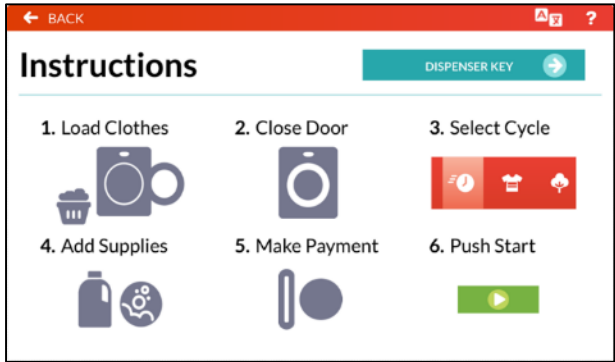 BACK
?
Instructions
DISPENSER KEY
1. Load Clothes
2. Close Door
3. Select Cycle
4. Add Supplies
5. Make Payment
6. Push Start